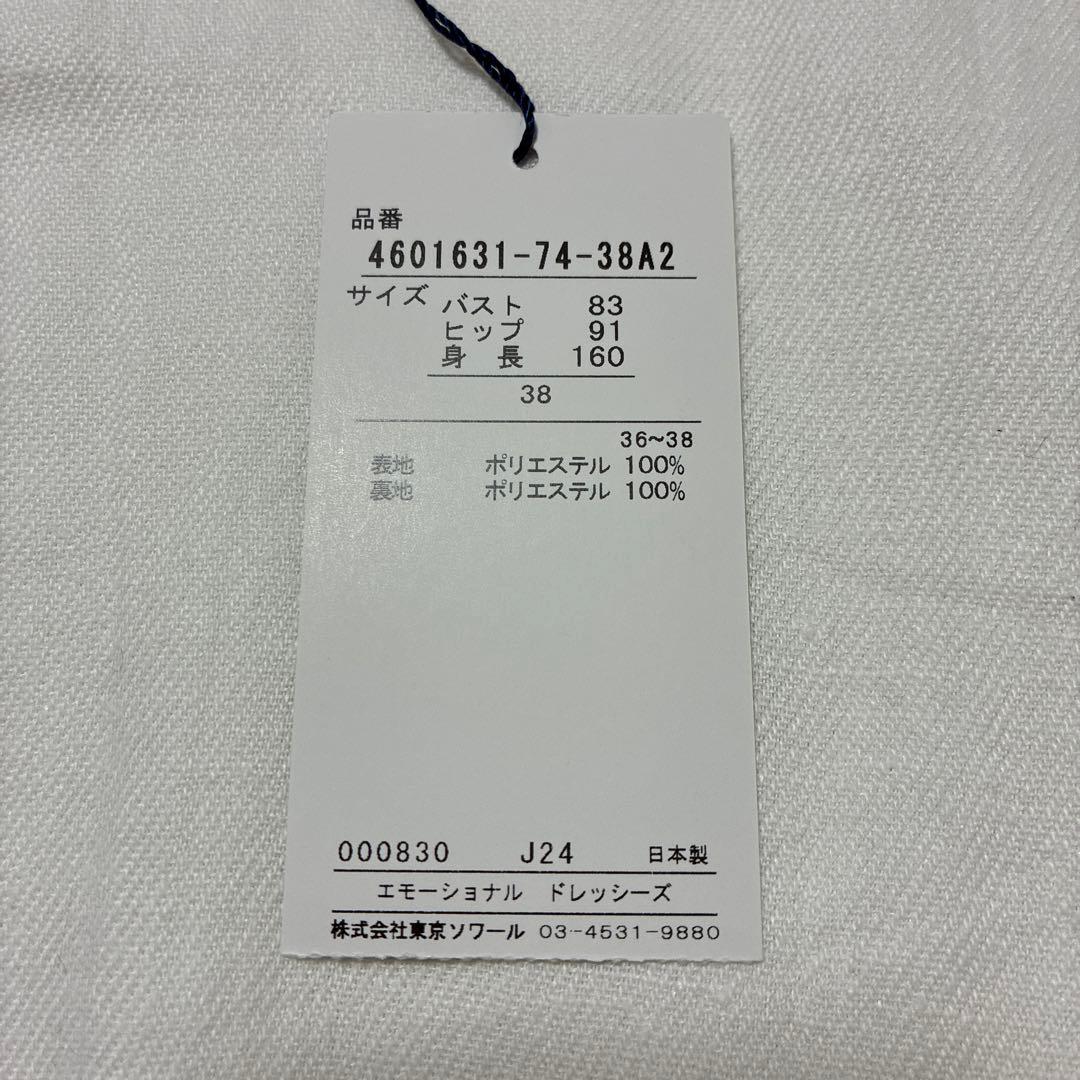 品番
4601631-74-38A2
サイズ バスト 83
ヒップ 91
身長 160
38
36~38
表地 ポリエステル 100%
裏地 ポリエステル 100%
000830 J24 日本製
エモーショナル ドレッシーズ
株式会社東京ソワール 03-4531-9880